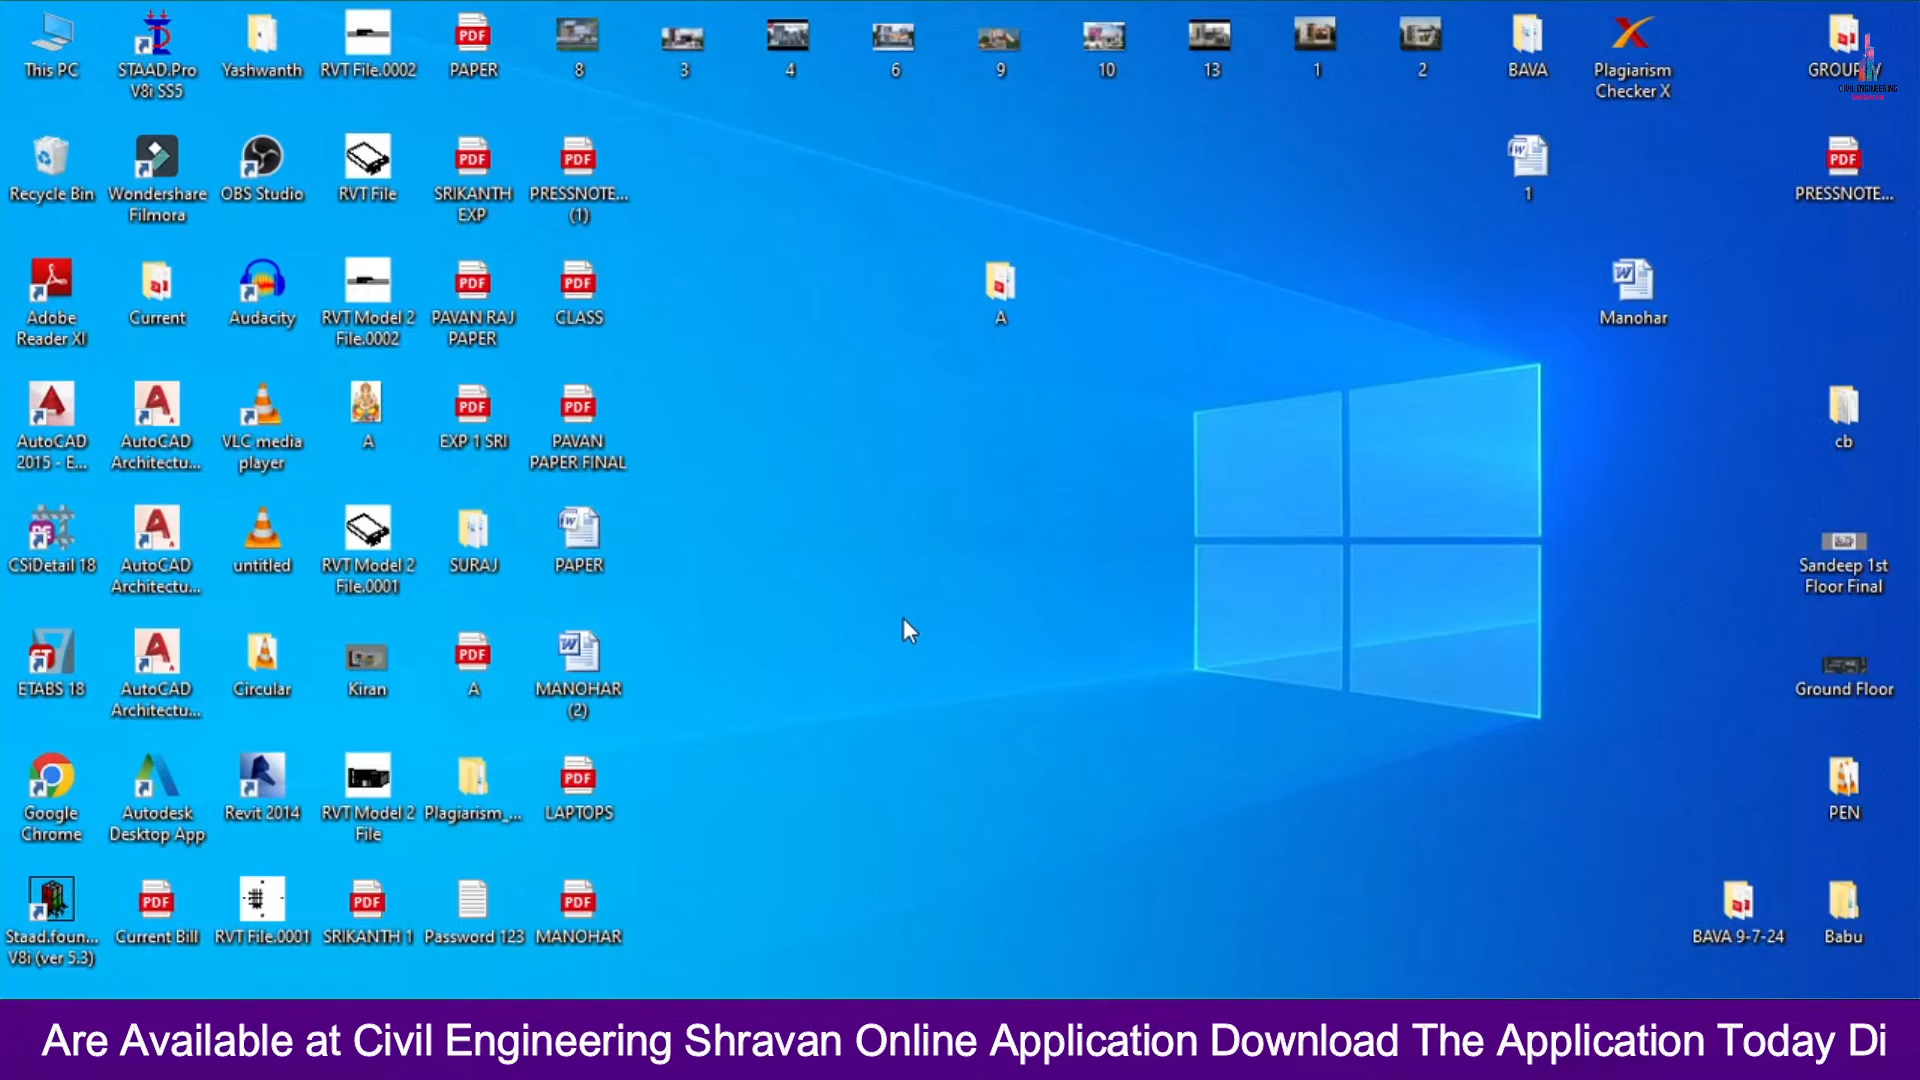 This PC
STAAD.Pro
V8i SS5
Yashwanth
RVT File.0002
PAPER
8
3
4
6
9
10
13
1
2
BAVA
Plagiarism
Checker X
CIVIL ENGINEERING
Recycle Bin
Wondershare
Filmora
OBS Studio
RVT File
SRIKANTH
EXP
PRESSNOTE...
(1)
1
PRESSNOTE...
Adobe
Reader XI
Current
Audacity
RVT Model 2
File.0002
PAVAN RAJ
PAPER
CLASS
A
Manohar
AutoCAD
2015 - E...
AutoCAD
Architectu...
VLC media
player
A
EXP 1 SRI
PAVAN
PAPER FINAL
cb
CSiDetail 18
AutoCAD
Architectu...
untitled
RVT Model 2
File.0001
SURAJ
PAPER
Sandeep 1st
Floor Final
ETABS 18
AutoCAD
Architectu...
Circular
Kiran
A
MANOHAR
(2)
Ground Floor
Google
Chrome
Autodesk
Desktop App
Revit 2014
RVT Model 2
File
Plagiarism_...
LAPTOPS
PEN
Staad.foun...
V8i (ver 5.3)
Current Bill
RVT File.0001
SRIKANTH 1
Password 123
MANOHAR
BAVA 9-7-24
Babu
Are Available at Civil Engineering Shravan Online Application Download The Application Today Di